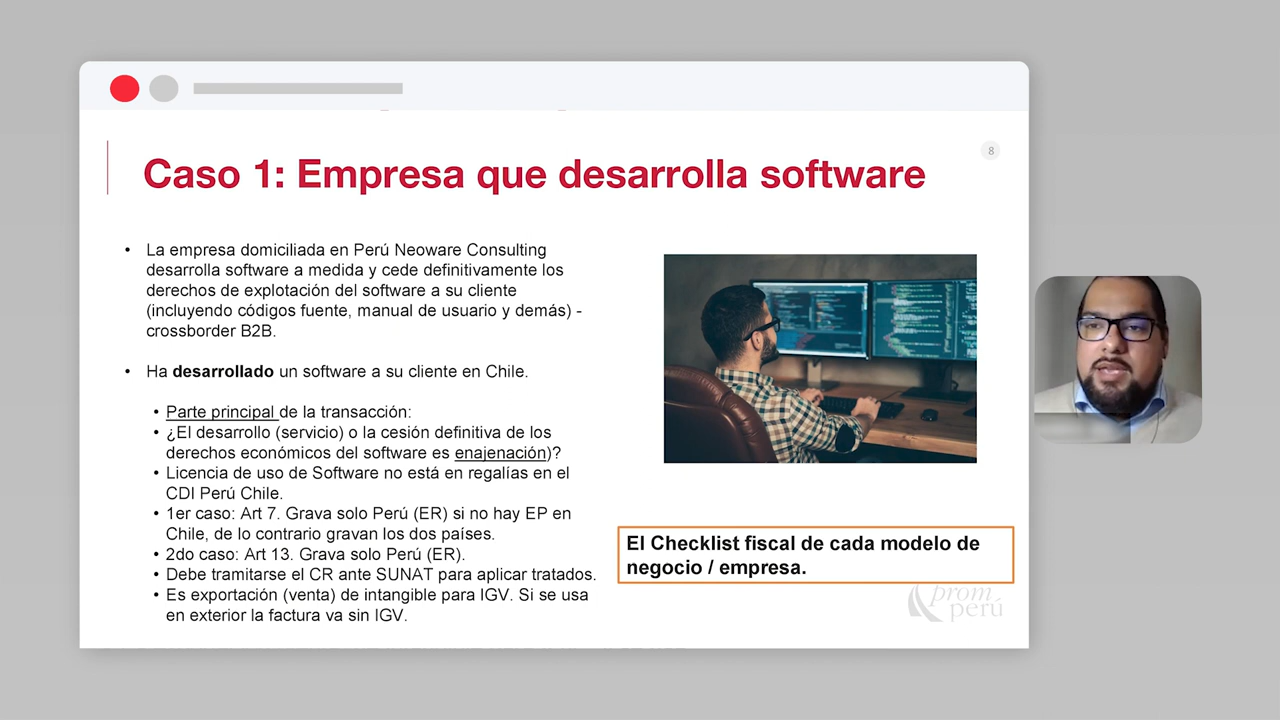 8
Caso 1: Empresa que desarrolla software
• La empresa domiciliada en Perú Neoware Consulting
desarrolla software a medida y cede definitivamente los
derechos de explotación del software a su cliente
(incluyendo códigos fuente, manual de usuario y demás) -
crossborder B2B.
• Ha desarrollado un software a su cliente en Chile.
• Parte principal de la transacción:
• ¿El desarrollo (servicio) o la cesión definitiva de los
derechos económicos del software es enajenación)?
• Licencia de uso de Software no está en regalías en el
CDI Perú Chile.
• 1er caso: Art 7. Grava solo Perú (ER) si no hay EP en
Chile, de lo contrario gravan los dos países.
• 2do caso: Art 13. Grava solo Perú (ER).
• Debe tramitarse el CR ante SUNAT para aplicar tratados.
• Es exportación (venta) de intangible para IGV. Si se usa
en exterior la factura va sin IGV.
El Checklist fiscal de cada modelo de
negocio / empresa.
prom
perú